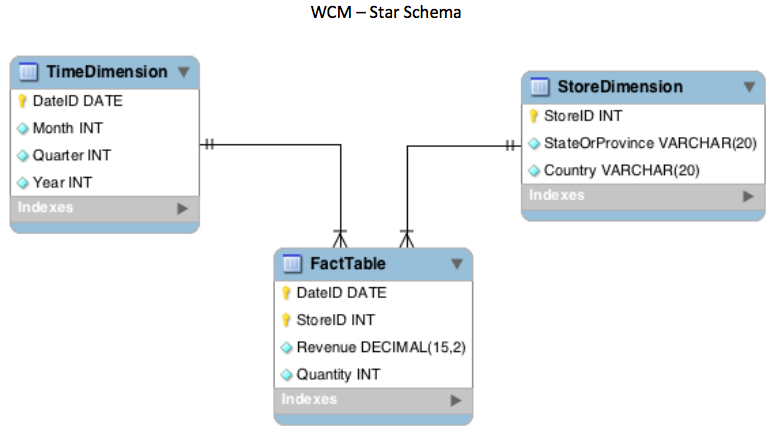 WCM – Star Schema
TimeDimension
DateID DATE
Month INT
Quarter INT
Year INT
Indexes
StoreDimension
StoreID INT
StateOrProvince VARCHAR(20)
Country VARCHAR(20)
Indexes
FactTable
DateID DATE
StoreID INT
Revenue DECIMAL(15,2)
Quantity INT
Indexes